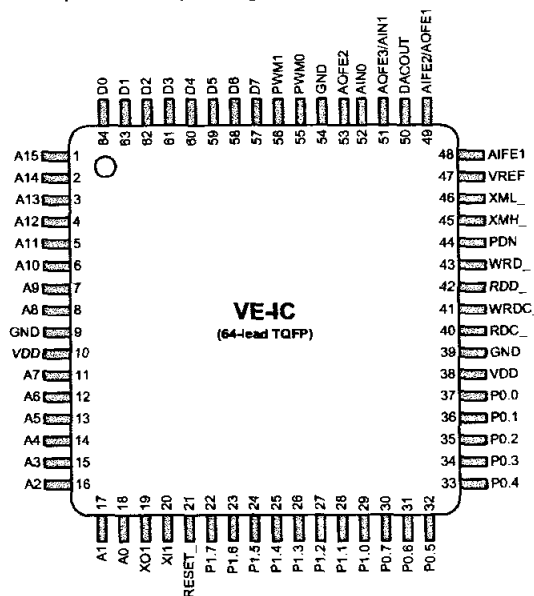 D0 D1 D2 D3 D4 D5 D6 D7 PWM1 PWM0 GND AOFE2 AIN0 AOFE3/AIN1 DACOUT AIFE2/AOFE1
64 63 62 61 60 59 58 57 56 55 54 53 52 51 50 49
A15 1 48 AIFE1
A14 2 47 VREF
A13 3 46 XML_
A12 4 45 XMH_
A11 5 44 PDN
A10 6 43 WRD_
A9 7 42 RDD_
A8 8 41 WRDC_
GND 9 40 RDC_
VDD 10 39 GND
A7 11 38 VDD
A6 12 37 P0.0
A5 13 36 P0.1
A4 14 35 P0.2
A3 15 34 P0.3
A2 16 33 P0.4
VE-IC
(64-lead TQFP)
17 18 19 20 21 22 23 24 25 26 27 28 29 30 31 32
A1 A0 XO1 XI1 RESET_ P1.7 P1.6 P1.5 P1.4 P1.3 P1.2 P1.1 P1.0 P0.7 P0.6 P0.5